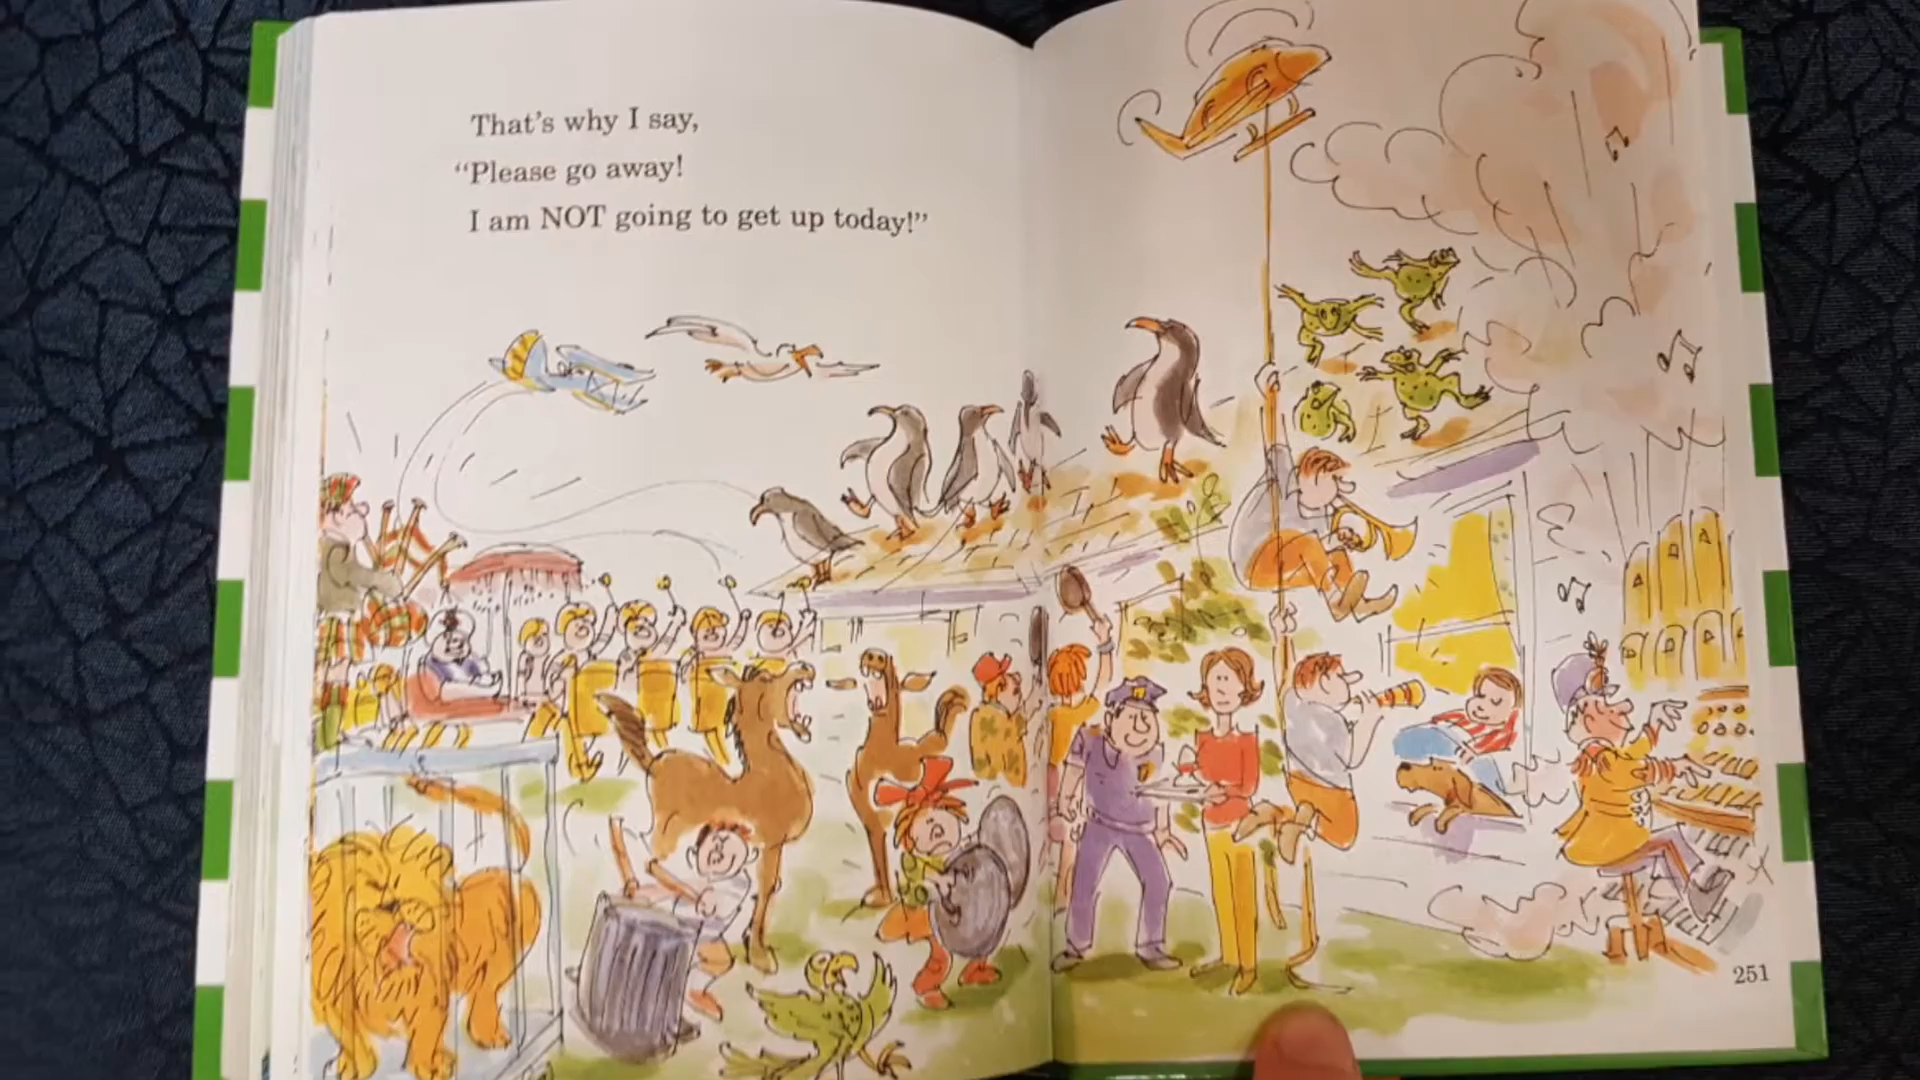 That's why I say,
“Please go away!
I am NOT going to get up today!”
251